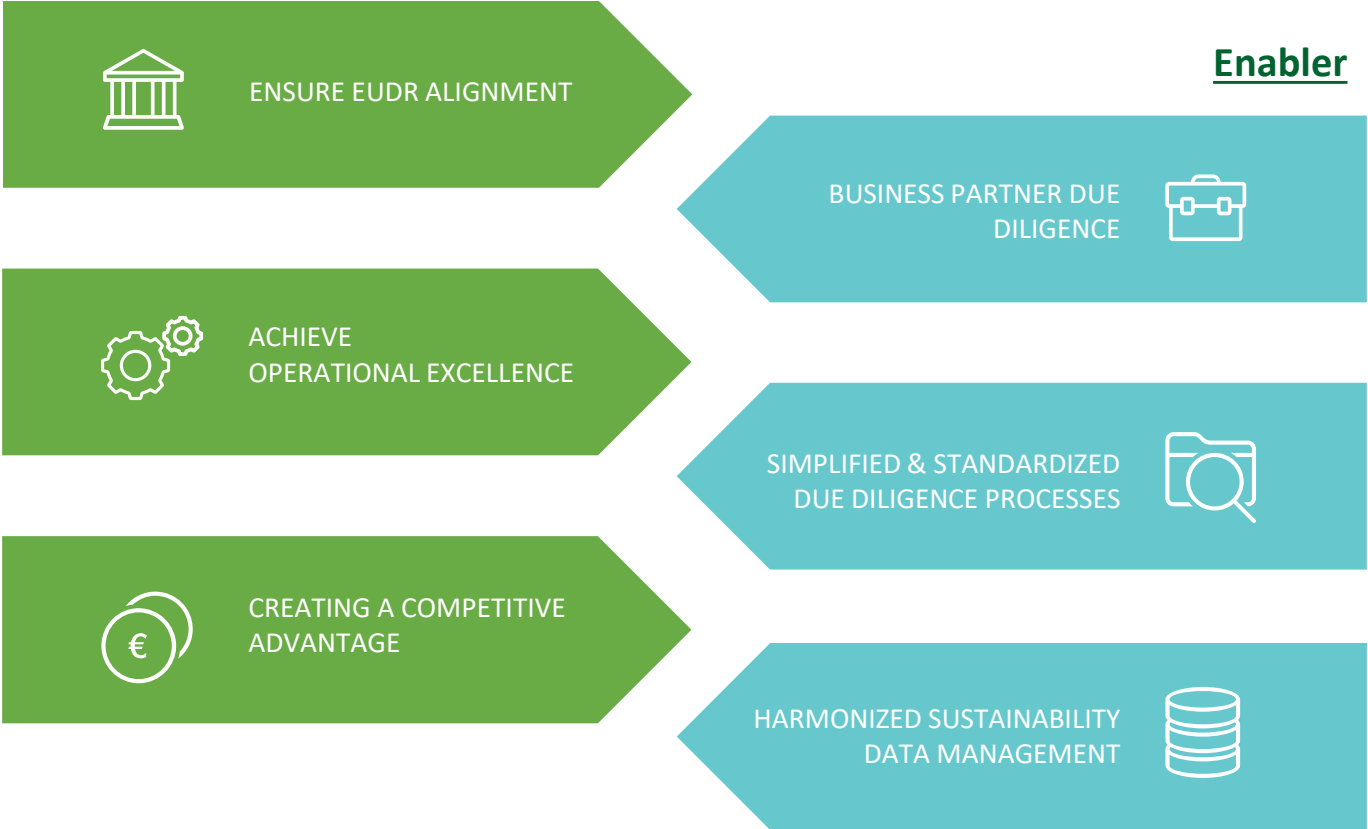 Enabler
ENSURE EUDR ALIGNMENT
BUSINESS PARTNER DUE
DILIGENCE
ACHIEVE
OPERATIONAL EXCELLENCE
SIMPLIFIED & STANDARDIZED
DUE DILIGENCE PROCESSES
CREATING A COMPETITIVE
ADVANTAGE
€
HARMONIZED SUSTAINABILITY
DATA MANAGEMENT